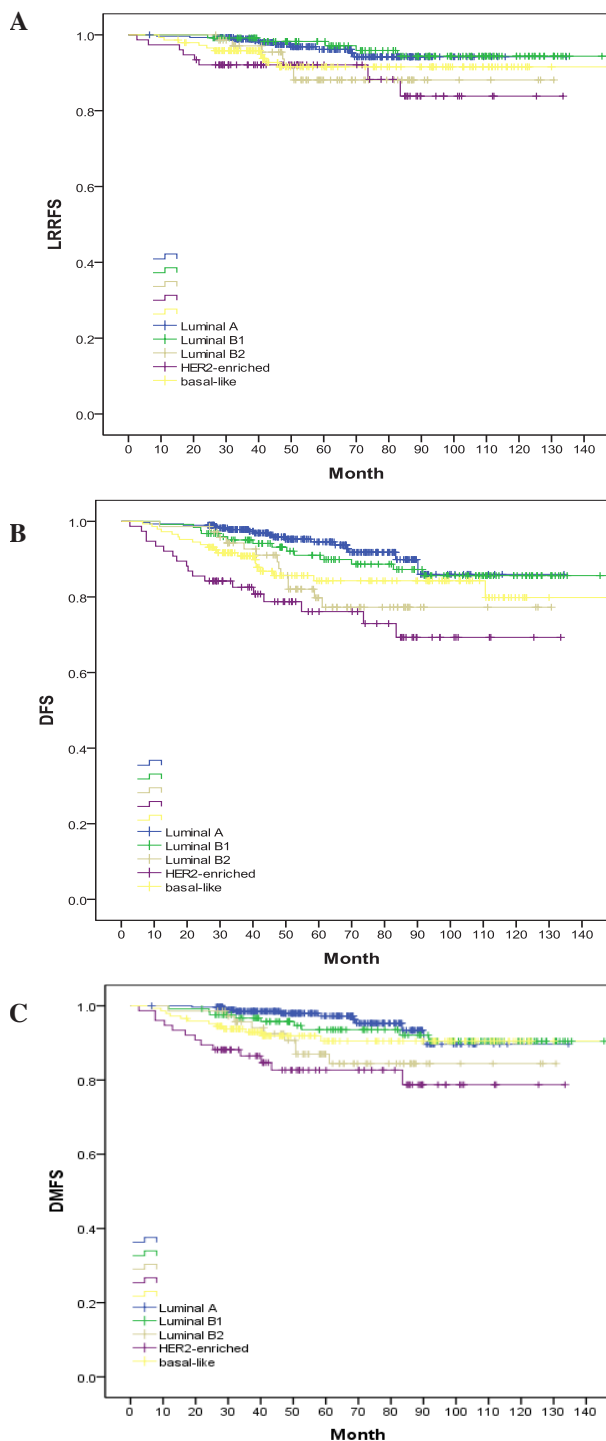 A
LRRFS
1.0
0.8
0.6
0.4
0.2
0.0
Luminal A
Luminal B1
Luminal B2
HER2-enriched
basal-like
0 10 20 30 40 50 60 70 80 90 100 110 120 130 140
Month
B
DFS
1.0
0.8
0.6
0.4
0.2
0.0
Luminal A
Luminal B1
Luminal B2
HER2-enriched
basal-like
0 10 20 30 40 50 60 70 80 90 100 110 120 130 140
Month
C
DMFS
1.0
0.8
0.6
0.4
0.2
0.0
Luminal A
Luminal B1
Luminal B2
HER2-enriched
basal-like
0 10 20 30 40 50 60 70 80 90 100 110 120 130 140
Month